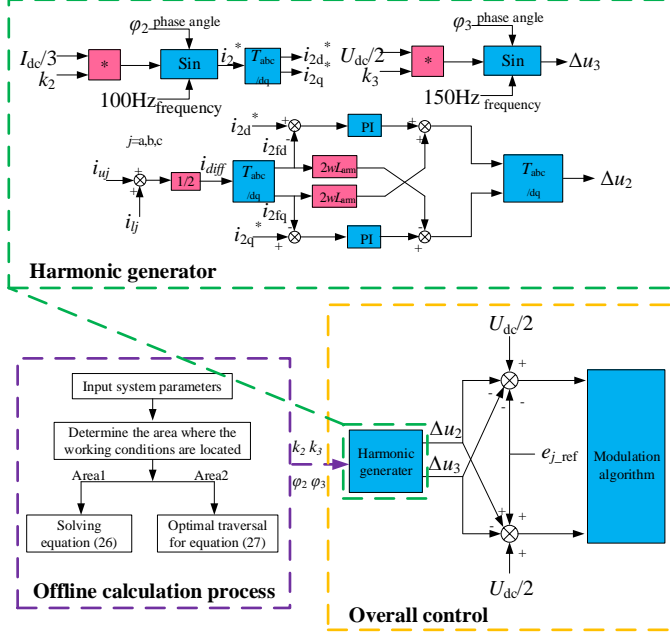 φ2 phase angle
Idc/3
k2
*
Sin
i2*
Tabc
/dq
i2d*
i2q*
100Hz frequency
φ3 phase angle
Udc/2
k3
*
Sin
Δu3
150Hz frequency
j=a,b,c
iuj
+
+
ilj
1/2
idiff
Tabc
/dq
i2d*
+
-
i2fd
PI
+
+
2wLarm
2wLarm
i2fq
-
+
i2q*
PI
-
+
Tabc
/dq
Δu2
Harmonic generator
Input system parameters
Determine the area where the
working conditions are located
Area1
Area2
Solving
equation (26)
Optimal traversal
for equation (27)
Offline calculation process
k2 k3
φ2 φ3
Harmonic
generater
Δu2
Δu3
Udc/2
+
-
-
-
ej_ref
+
+
-
+
Udc/2
Modulation
algorithm
Overall control